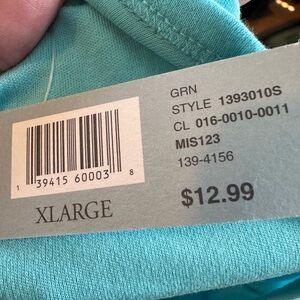 GRN
STYLE 1393010S
CL 016-0010-0011
MIS123
139-4156
$12.99
1 39415 60003 8
XLARGE